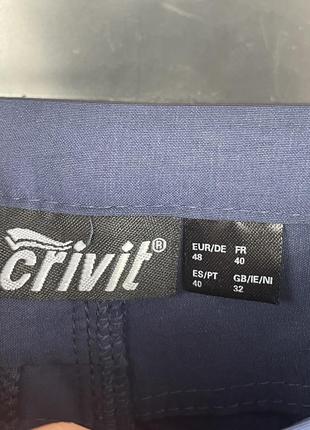 crivit®
EUR/DE FR
48 40
ES/PT GB/IE/NI
40 32